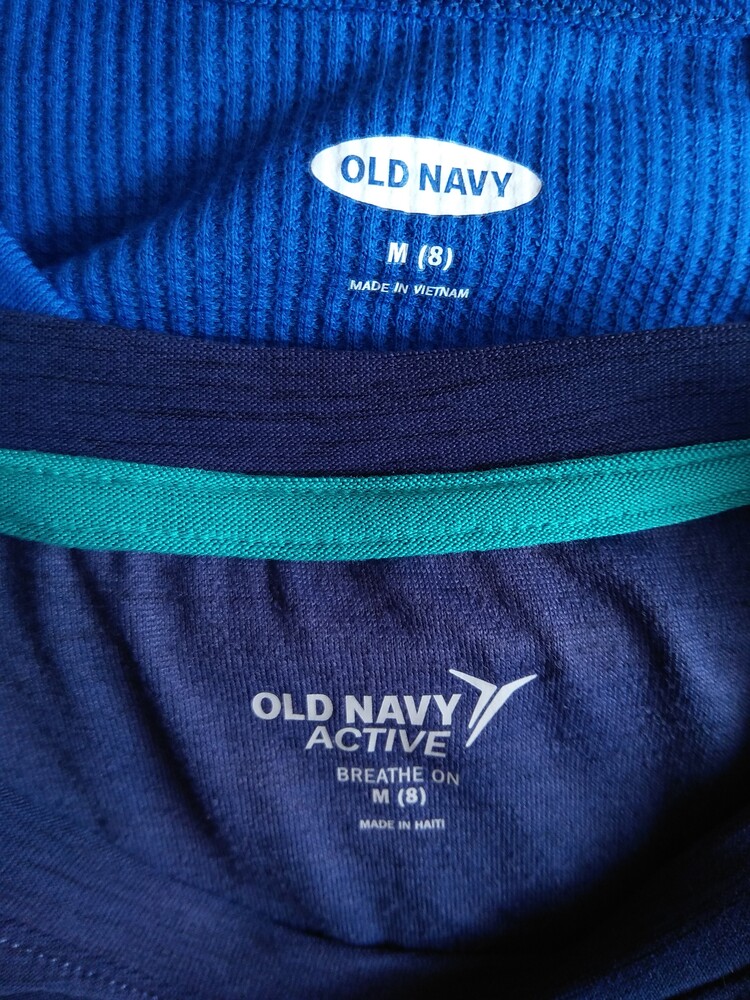 OLD NAVY
M (8)
MADE IN VIETNAM
OLD NAVY
ACTIVE
BREATHE ON
M (8)
MADE IN HAITI